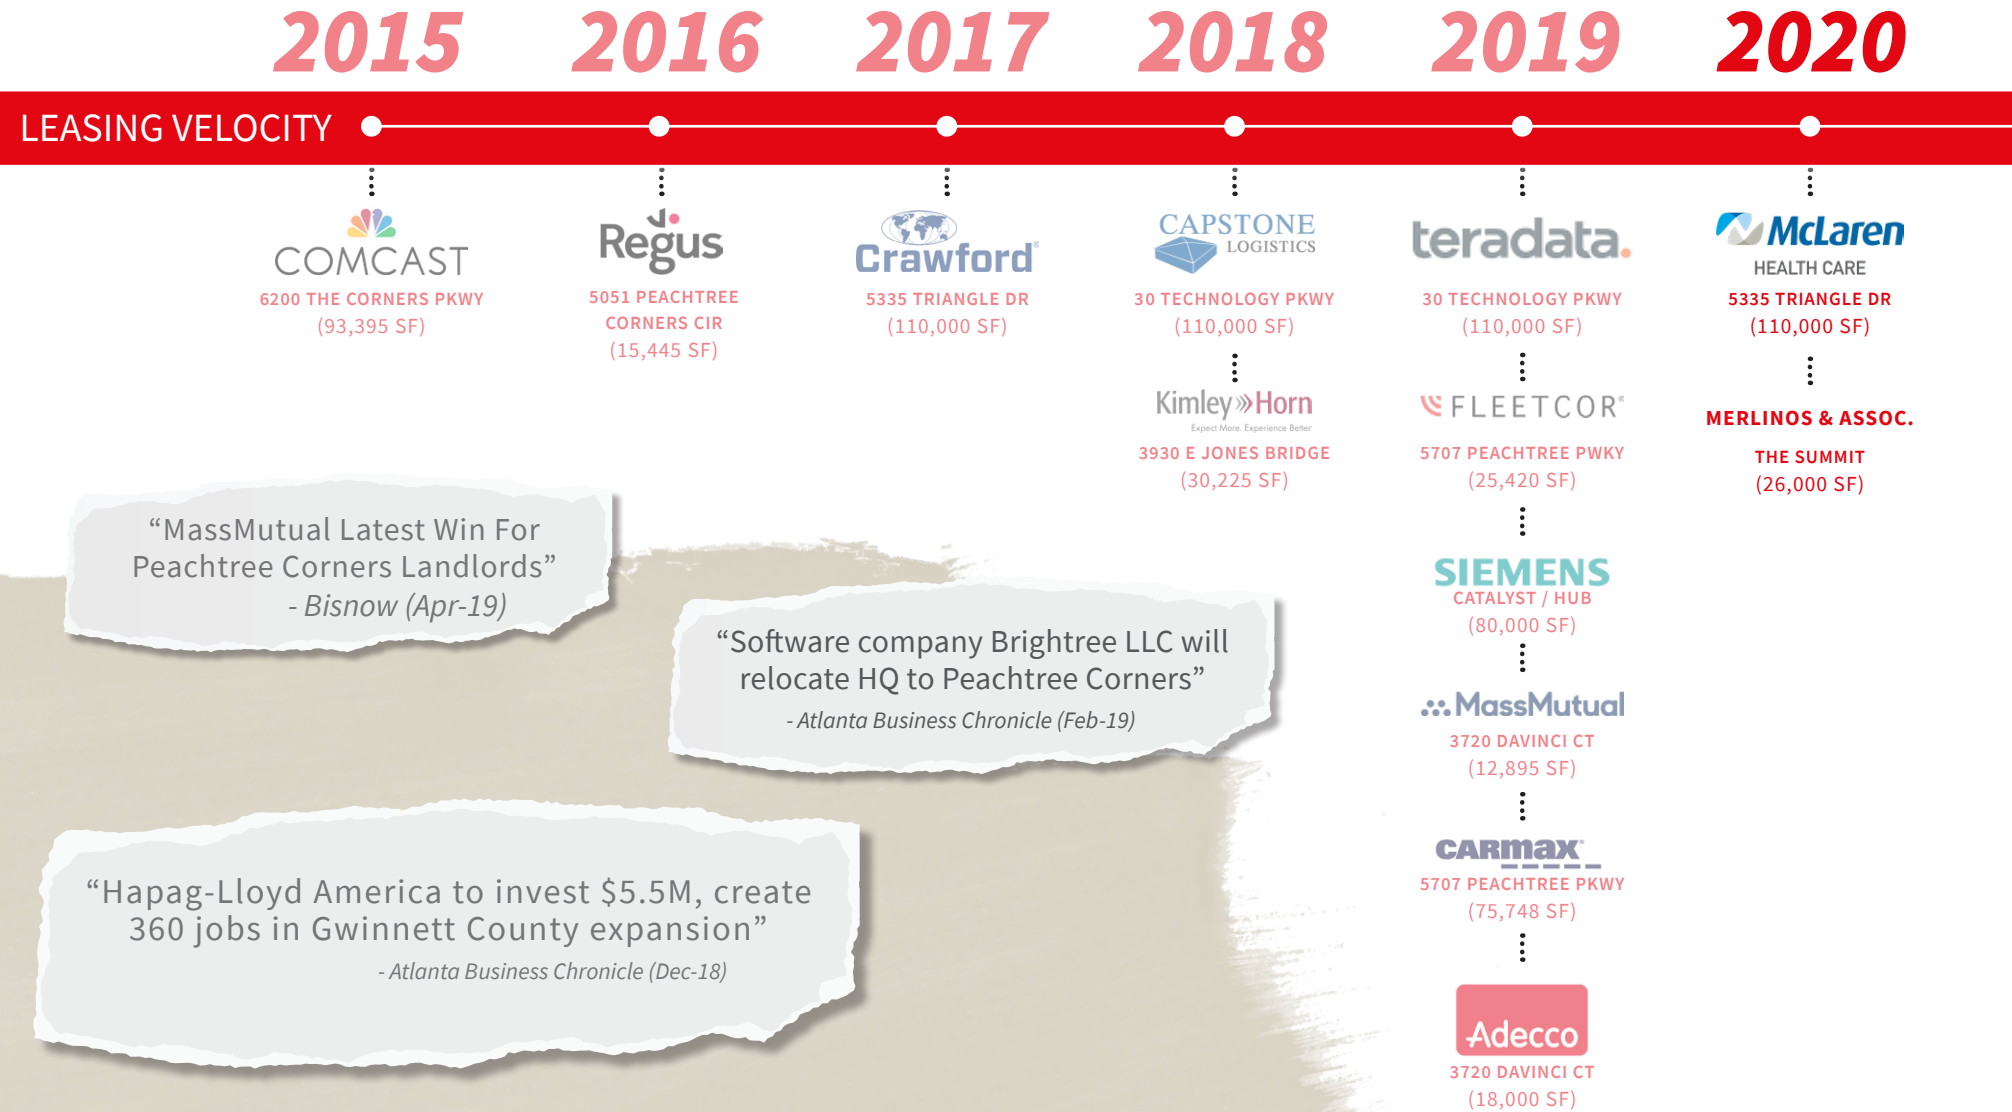 2015 2016 2017 2018 2019 2020
LEASING VELOCITY
COMCAST
6200 THE CORNERS PKWY
(93,395 SF)
Regus
5051 PEACHTREE
CORNERS CIR
(15,445 SF)
Crawford®
5335 TRIANGLE DR
(110,000 SF)
CAPSTONE
LOGISTICS
30 TECHNOLOGY PKWY
(110,000 SF)
Kimley»Horn
Expect More. Experience Better
3930 E JONES BRIDGE
(30,225 SF)
teradata.
30 TECHNOLOGY PKWY
(110,000 SF)
FLEETCOR®
5707 PEACHTREE PWKY
(25,420 SF)
SIEMENS
CATALYST / HUB
(80,000 SF)
MassMutual
3720 DAVINCI CT
(12,895 SF)
CARMAX®
5707 PEACHTREE PKWY
(75,748 SF)
Adecco
3720 DAVINCI CT
(18,000 SF)
McLaren
HEALTH CARE
5335 TRIANGLE DR
(110,000 SF)
MERLINOS & ASSOC.
THE SUMMIT
(26,000 SF)
“MassMutual Latest Win For
Peachtree Corners Landlords”
- Bisnow (Apr-19)
“Software company Brightree LLC will
relocate HQ to Peachtree Corners”
- Atlanta Business Chronicle (Feb-19)
“Hapag-Lloyd America to invest $5.5M, create
360 jobs in Gwinnett County expansion”
- Atlanta Business Chronicle (Dec-18)